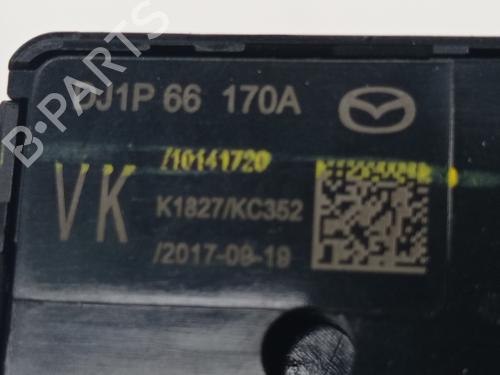 B-PARTS
DJ1P 66 170A
/10141720
VK
K1827/KC352
/2017-09-19